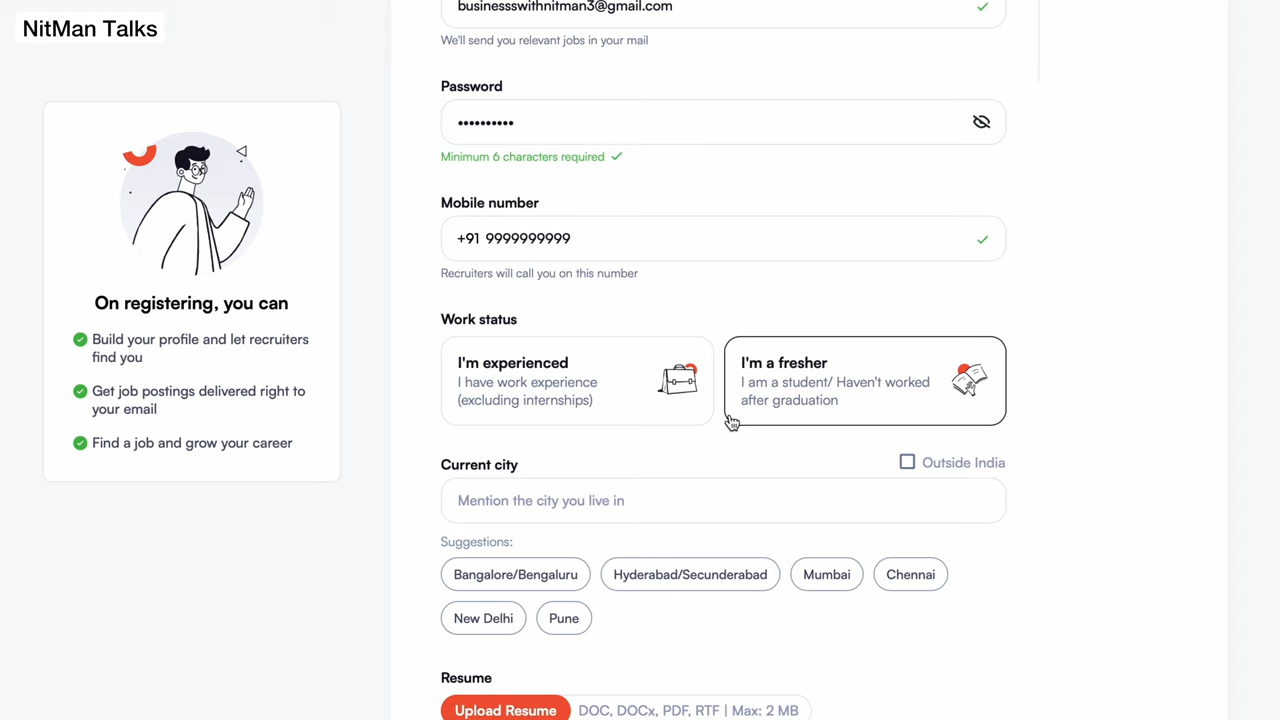 NitMan Talks
businessswithnitman3@gmail.com
We'll send you relevant jobs in your mail
Password
••••••••••
Minimum 6 characters required
Mobile number
+91 9999999999
Recruiters will call you on this number
On registering, you can
Build your profile and let recruiters
find you
Get job postings delivered right to
your email
Find a job and grow your career
Work status
I'm experienced
I have work experience
(excluding internships)
I'm a fresher
I am a student/ Haven't worked
after graduation
Current city
Outside India
Mention the city you live in
Suggestions:
Bangalore/Bengaluru Hyderabad/Secunderabad Mumbai Chennai
New Delhi Pune
Resume
Upload Resume DOC, DOCx, PDF, RTF | Max: 2 MB